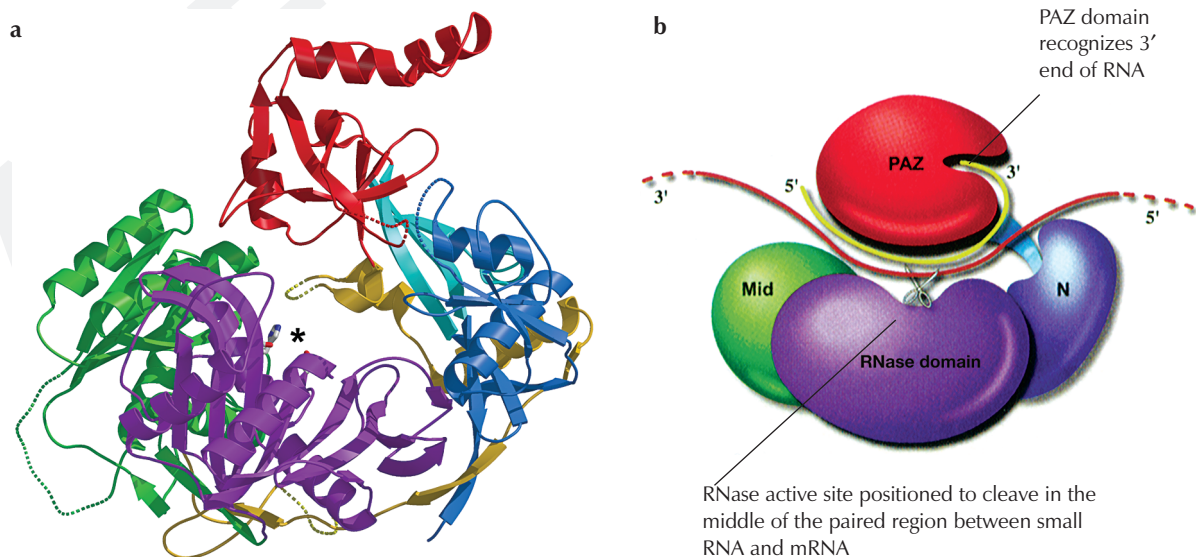 a
*
b
PAZ domain
recognizes 3′
end of RNA
PAZ
3'
5'
3'
5'
Mid
N
RNase domain
RNase active site positioned to cleave in the
middle of the paired region between small
RNA and mRNA